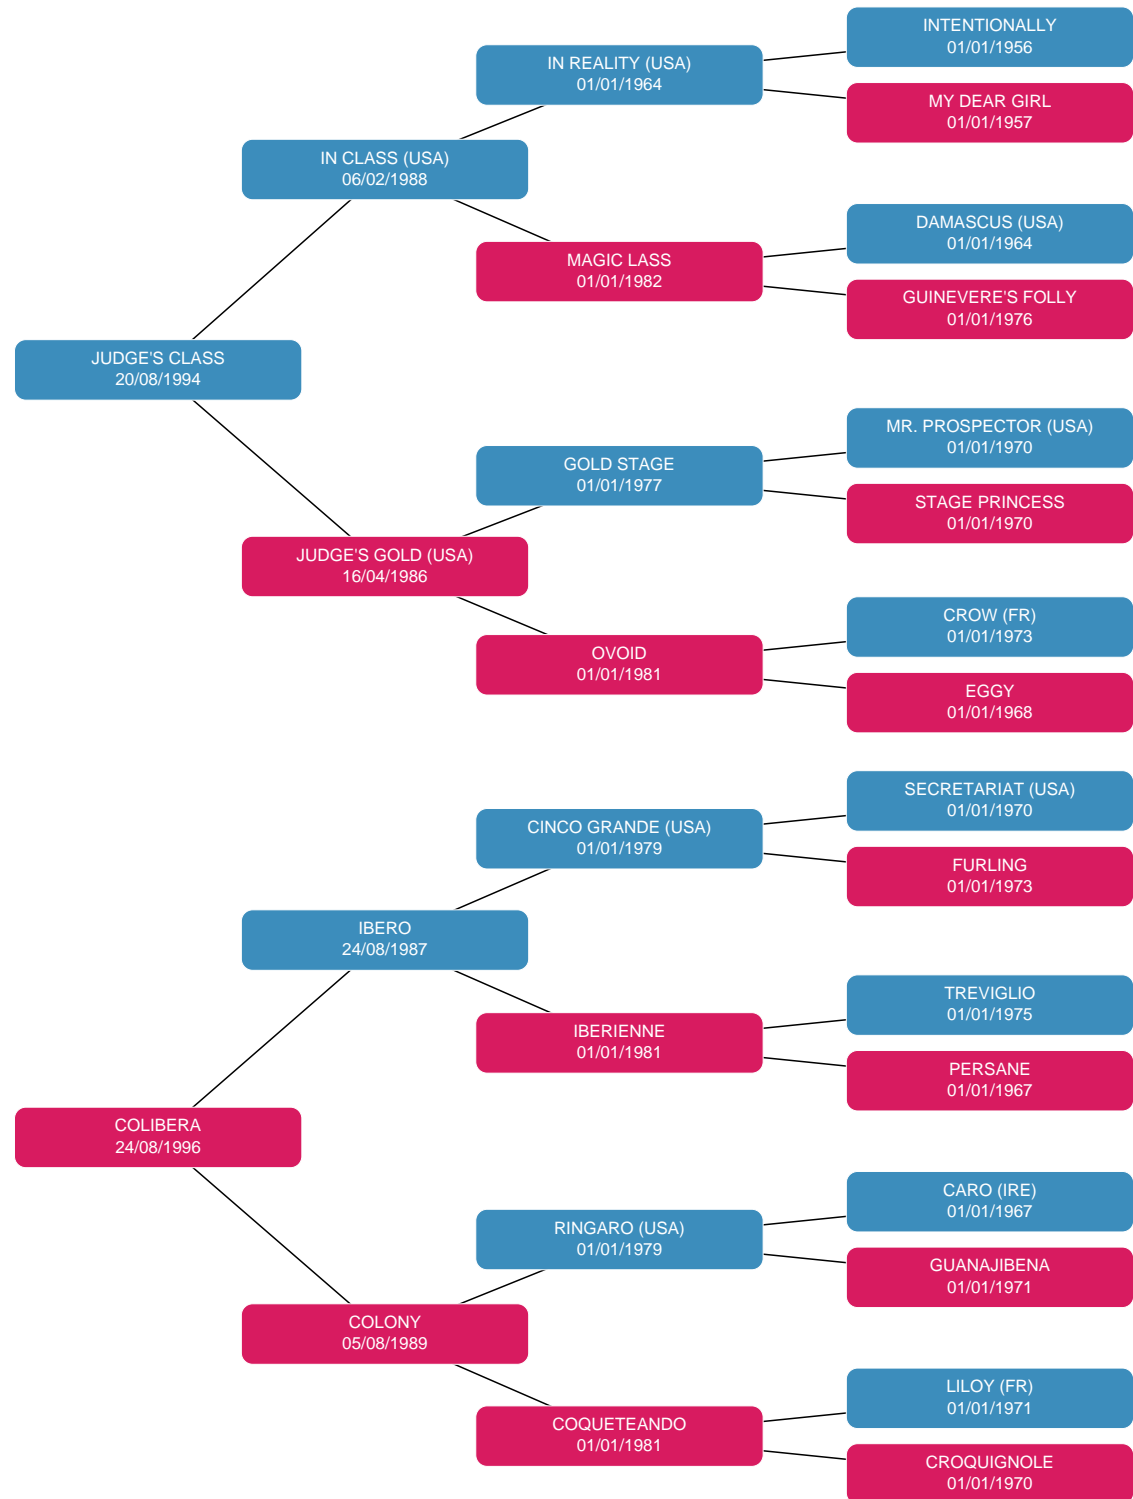 INTENTIONALLY
01/01/1956
IN REALITY (USA)
01/01/1964
MY DEAR GIRL
01/01/1957
IN CLASS (USA)
06/02/1988
DAMASCUS (USA)
01/01/1964
MAGIC LASS
01/01/1982
GUINEVERE'S FOLLY
01/01/1976
JUDGE'S CLASS
20/08/1994
MR. PROSPECTOR (USA)
01/01/1970
GOLD STAGE
01/01/1977
STAGE PRINCESS
01/01/1970
JUDGE'S GOLD (USA)
16/04/1986
CROW (FR)
01/01/1973
OVOID
01/01/1981
EGGY
01/01/1968
SECRETARIAT (USA)
01/01/1970
CINCO GRANDE (USA)
01/01/1979
FURLING
01/01/1973
IBERO
24/08/1987
TREVIGLIO
01/01/1975
IBERIENNE
01/01/1981
PERSANE
01/01/1967
COLIBERA
24/08/1996
CARO (IRE)
01/01/1967
RINGARO (USA)
01/01/1979
GUANAJIBENA
01/01/1971
COLONY
05/08/1989
LILOY (FR)
01/01/1971
COQUETEANDO
01/01/1981
CROQUIGNOLE
01/01/1970